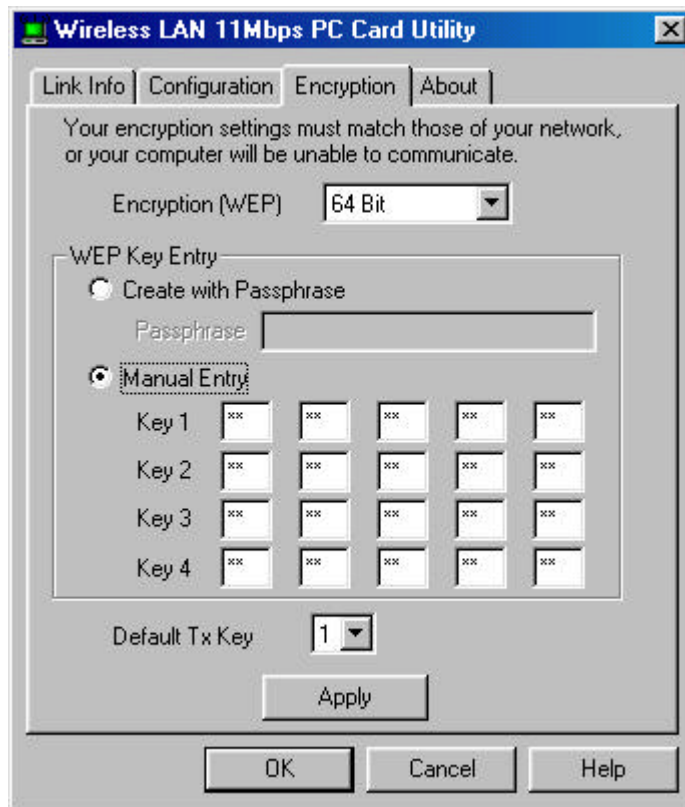 Wireless LAN 11Mbps PC Card Utility
Link Info Configuration Encryption About
Your encryption settings must match those of your network,
or your computer will be unable to communicate.
Encryption (WEP) 64 Bit
WEP Key Entry
Create with Passphrase
Passphrase
Manual Entry
Key 1 ** ** ** ** **
Key 2 ** ** ** ** **
Key 3 ** ** ** ** **
Key 4 ** ** ** ** **
Default Tx Key 1
Apply
OK Cancel Help